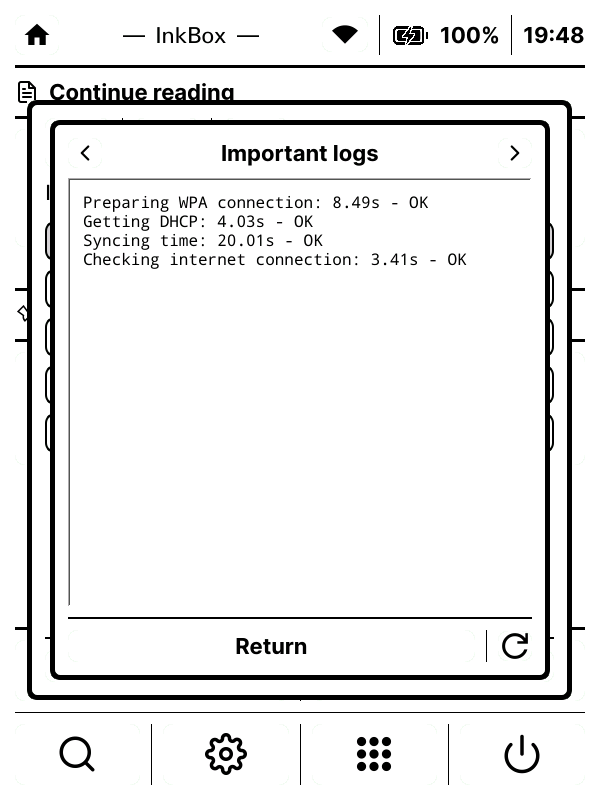 — InkBox —
100%
19:48
Continue reading
Important logs
Preparing WPA connection: 8.49s - OK
Getting DHCP: 4.03s - OK
Syncing time: 20.01s - OK
Checking internet connection: 3.41s - OK
Return